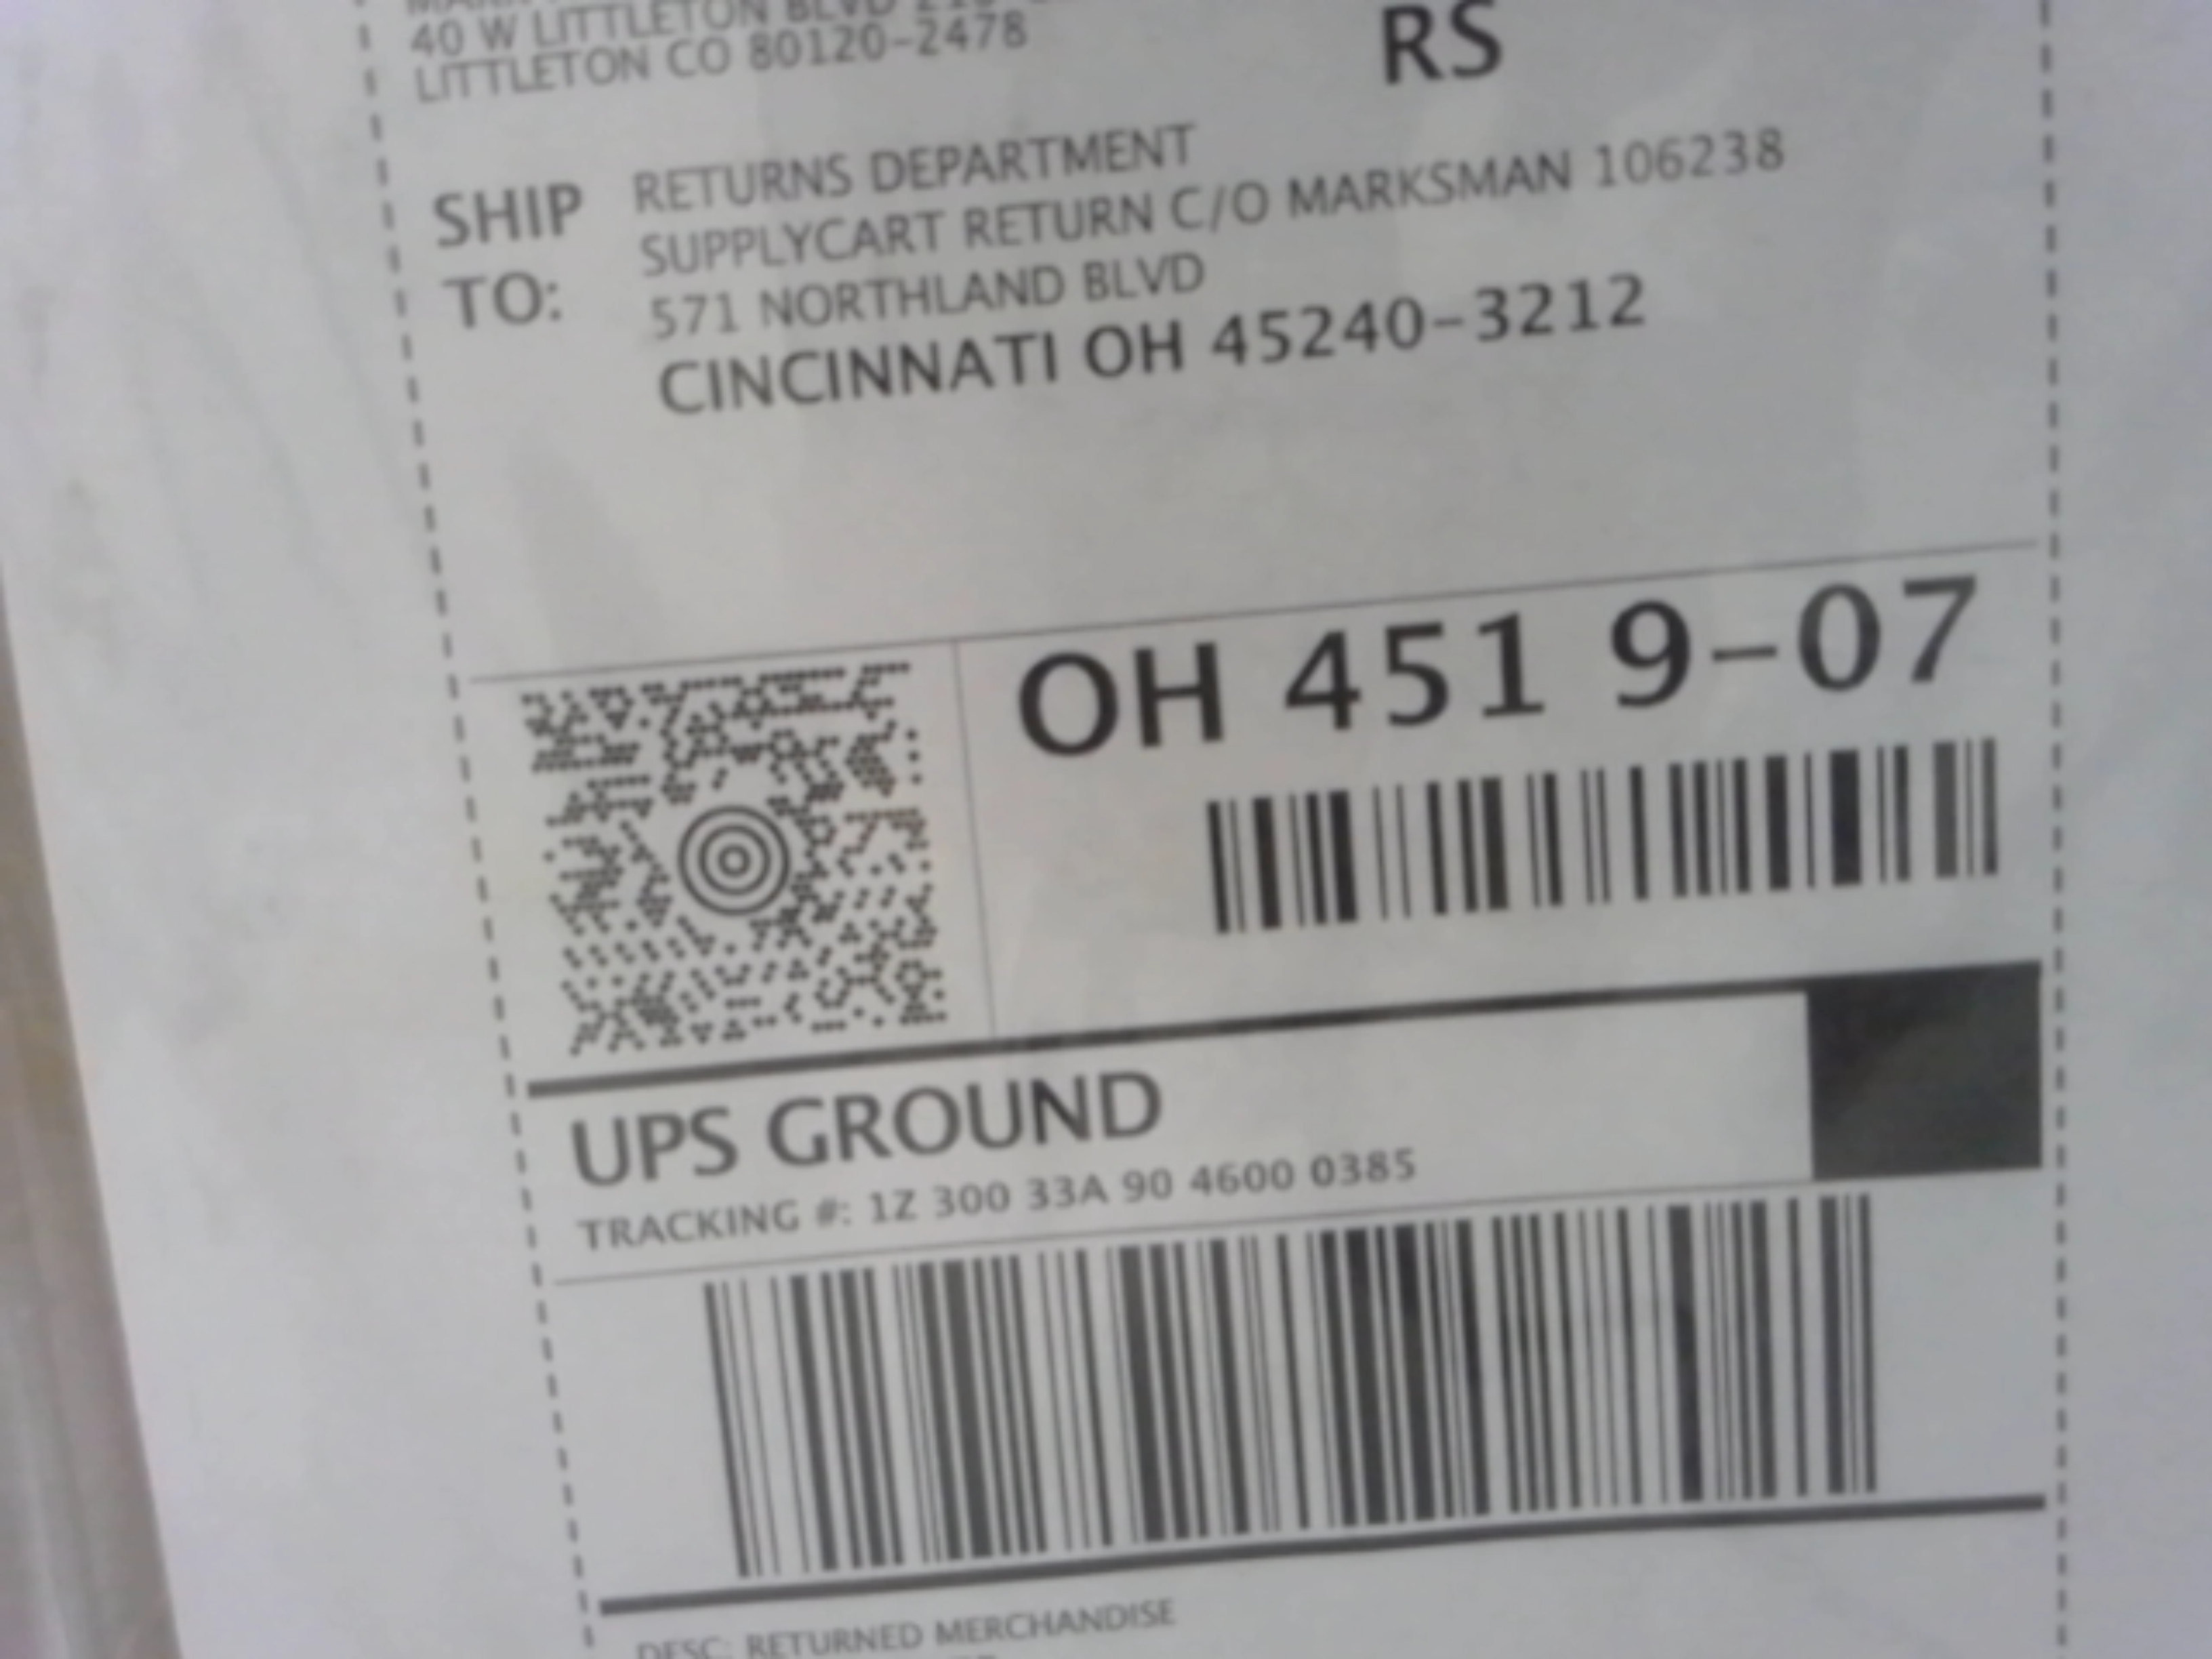 40 W LITTLETON BLVD
LITTLETON CO 80120-2478
RS
SHIP TO:
RETURNS DEPARTMENT
SUPPLYCART RETURN C/O MARKSMAN 106238
571 NORTHLAND BLVD
CINCINNATI OH 45240-3212
OH 451 9-07
UPS GROUND
TRACKING #: 1Z 300 33A 90 4600 0385
DESC: RETURNED MERCHANDISE